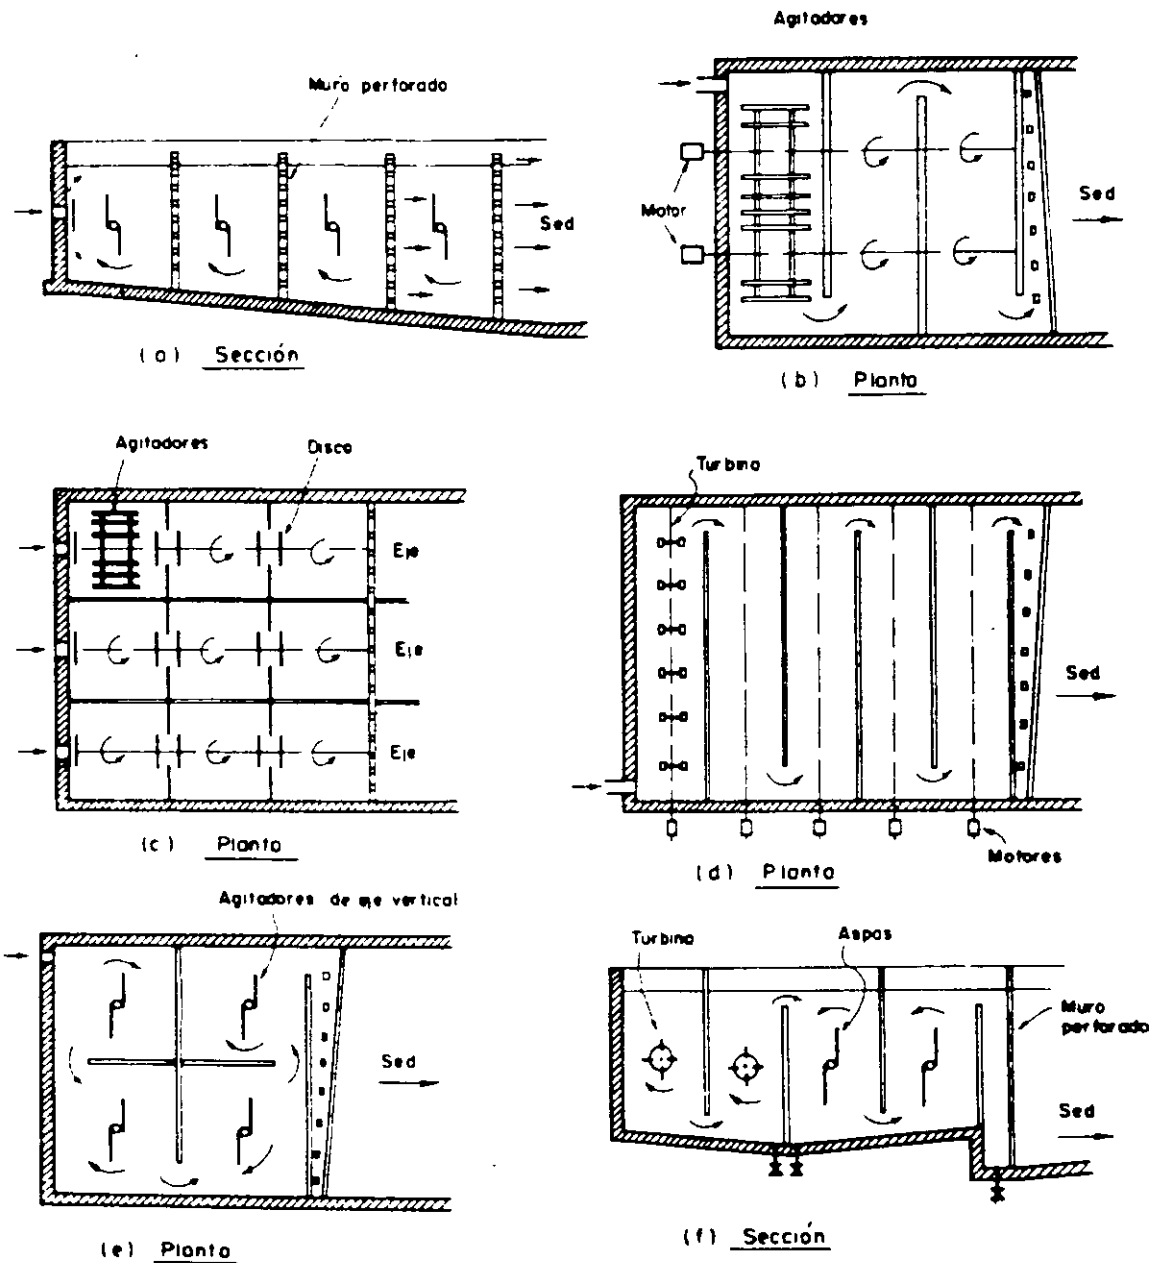 Agitadores
Muro perforado
Sed
(a) Sección
Motor
Sed
(b) Planta
Agitadores
Disco
Eje
Eje
Eje
(c) Planta
Turbina
Sed
Motores
(d) Planta
Agitadores de eje vertical
Sed
(e) Planta
Turbina
Aspas
Muro
perforado
Sed
(f) Sección